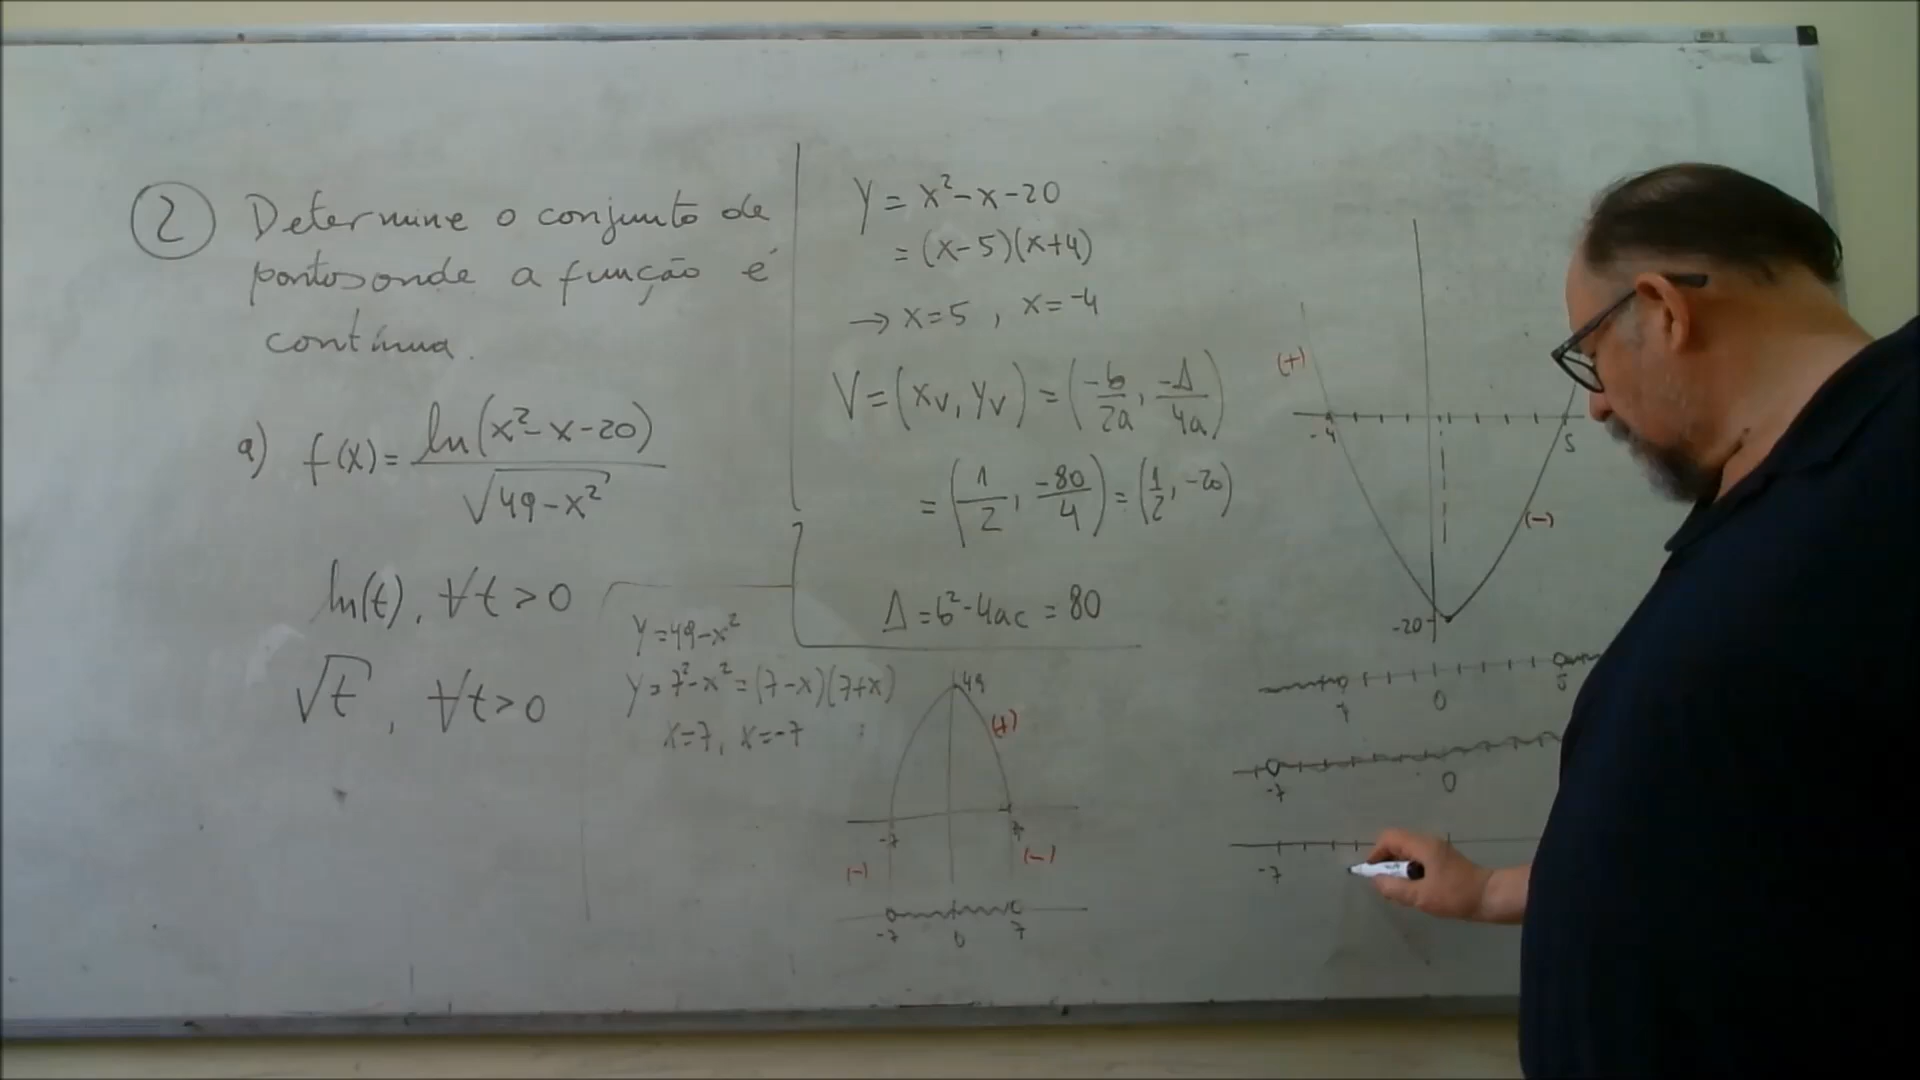 2 Determine o conjunto de
pontos onde a função é
contínua.
a) f(x) = ln(x²-x-20) / √(49-x²)
ln(t), ∀t>0
√t, ∀t>0
y = x²-x-20
= (x-5)(x+4)
→ x=5, x=-4
V = (xv, yv) = (-b/2a, -Δ/4a)
= (1/2, -80/4) = (1/2, -20)
Δ = b²-4ac = 80
y=49-x²
y=7²-x²=(7-x)(7+x)
x=7, x=-7
49
(+)
-7 7
(-) (-)
-7 0 7
(+)
-4 5
(-)
-20
0 5
-7 0
-7